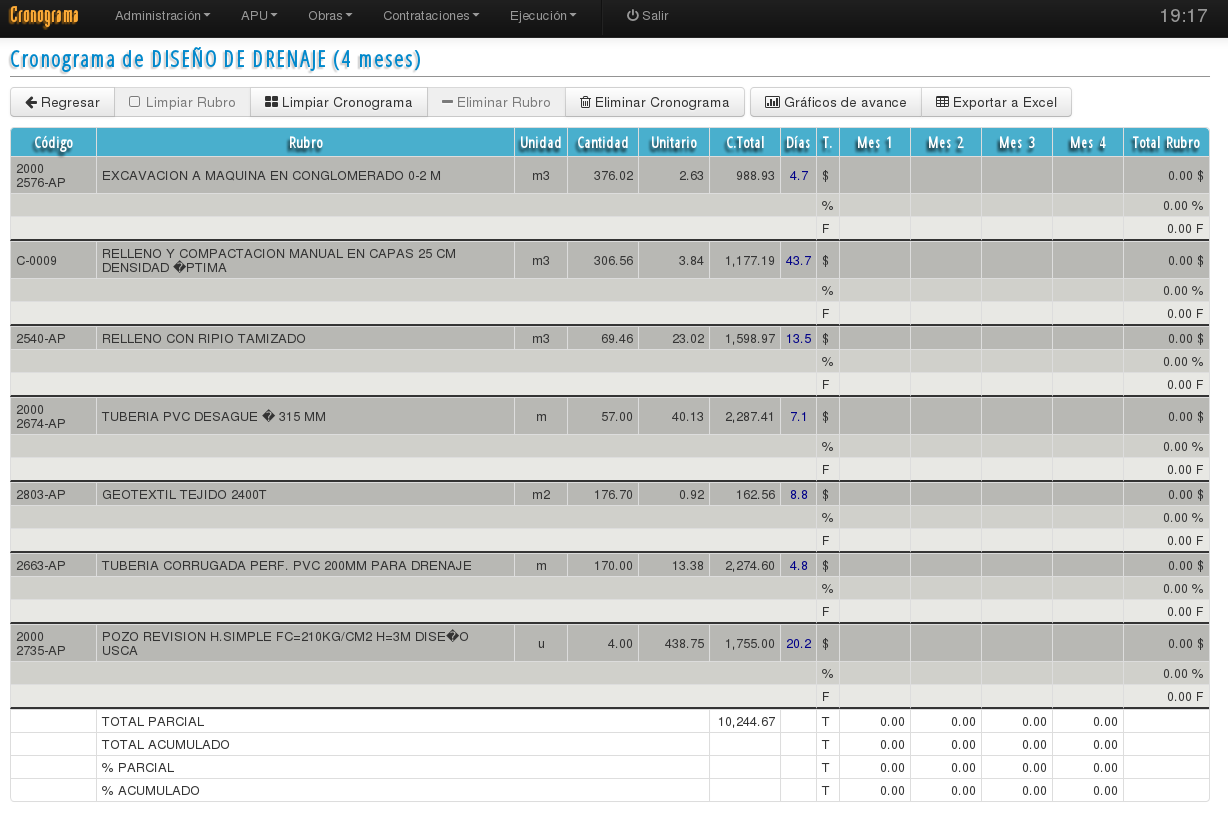 Cronograma Administración APU Obras Contrataciones Ejecución Salir 19:17
Cronograma de DISEÑO DE DRENAJE (4 meses)
Regresar Limpiar Rubro Limpiar Cronograma Eliminar Rubro Eliminar Cronograma Gráficos de avance Exportar a Excel
Código Rubro Unidad Cantidad Unitario C.Total Días T. Mes 1 Mes 2 Mes 3 Mes 4 Total Rubro
2000
2576-AP EXCAVACION A MAQUINA EN CONGLOMERADO 0-2 M m3 376.02 2.63 988.93 4.7 $ 0.00 $
% 0.00 %
F 0.00 F
C-0009 RELLENO Y COMPACTACION MANUAL EN CAPAS 25 CM
DENSIDAD �PTIMA m3 306.56 3.84 1,177.19 43.7 $ 0.00 $
% 0.00 %
F 0.00 F
2540-AP RELLENO CON RIPIO TAMIZADO m3 69.46 23.02 1,598.97 13.5 $ 0.00 $
% 0.00 %
F 0.00 F
2000
2674-AP TUBERIA PVC DESAGUE � 315 MM m 57.00 40.13 2,287.41 7.1 $ 0.00 $
% 0.00 %
F 0.00 F
2803-AP GEOTEXTIL TEJIDO 2400T m2 176.70 0.92 162.56 8.8 $ 0.00 $
% 0.00 %
F 0.00 F
2663-AP TUBERIA CORRUGADA PERF. PVC 200MM PARA DRENAJE m 170.00 13.38 2,274.60 4.8 $ 0.00 $
% 0.00 %
F 0.00 F
2000
2735-AP POZO REVISION H.SIMPLE FC=210KG/CM2 H=3M DISE�O
USCA u 4.00 438.75 1,755.00 20.2 $ 0.00 $
% 0.00 %
F 0.00 F
TOTAL PARCIAL 10,244.67 T 0.00 0.00 0.00 0.00
TOTAL ACUMULADO T 0.00 0.00 0.00 0.00
% PARCIAL T 0.00 0.00 0.00 0.00
% ACUMULADO T 0.00 0.00 0.00 0.00